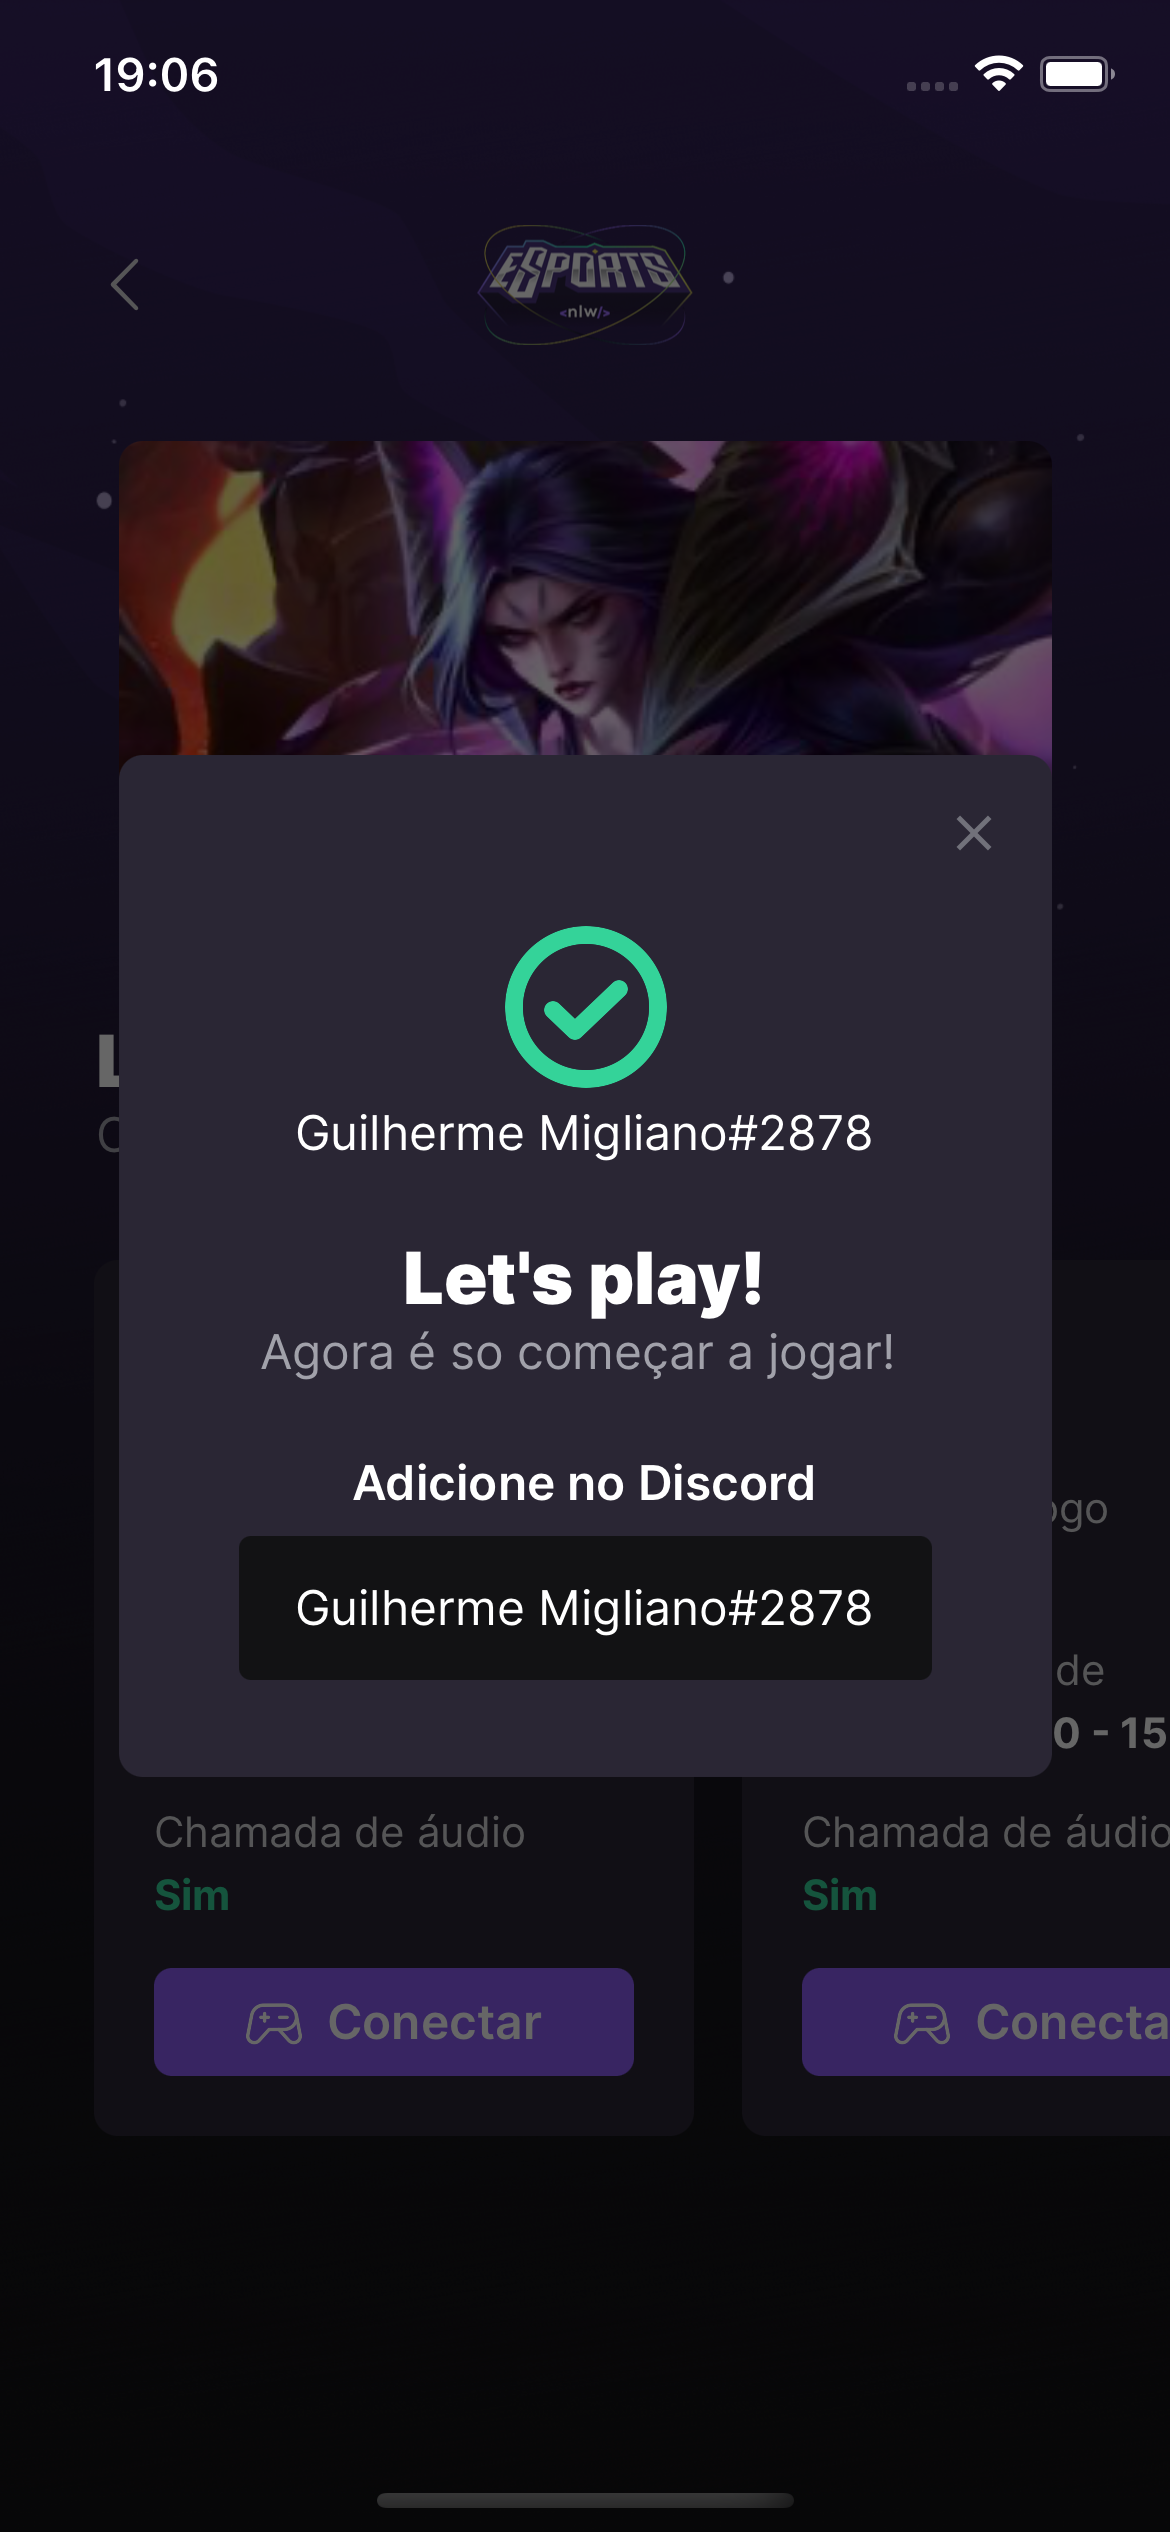 19:06
ESPORTS
<nlw/>
Guilherme Migliano#2878
Let's play!
Agora é so começar a jogar!
Adicione no Discord
Guilherme Migliano#2878
de
0 - 15
Chamada de áudio
Chamada de áudio
Sim
Sim
Conectar
Conecta